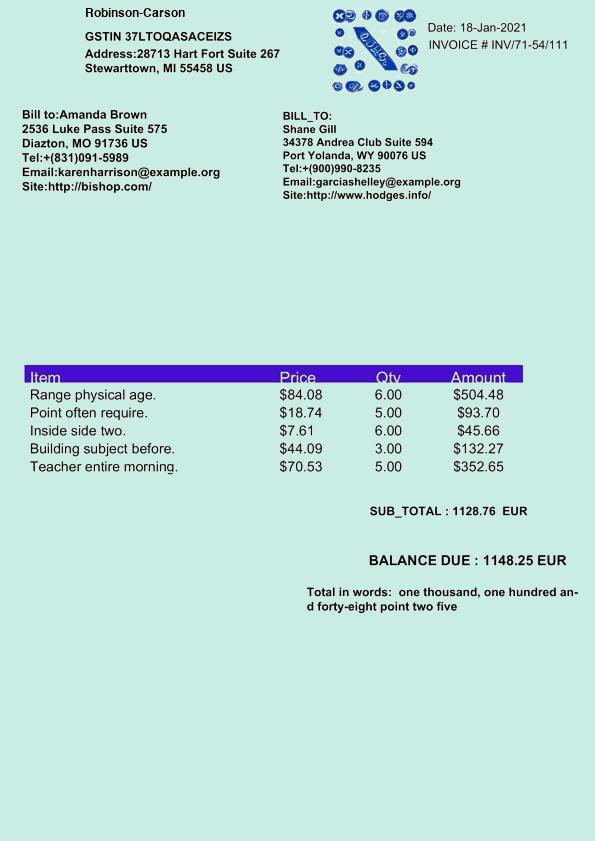 Robinson-Carson
GSTIN 37LTOQASACEIZS
Address:28713 Hart Fort Suite 267
Stewarttown, MI 55458 US
Date: 18-Jan-2021
INVOICE # INV/71-54/111
Bill to:Amanda Brown
2536 Luke Pass Suite 575
Diazton, MO 91736 US
Tel:+(831)091-5989
Email:karenharrison@example.org
Site:http://bishop.com/
BILL_TO:
Shane Gill
34378 Andrea Club Suite 594
Port Yolanda, WY 90076 US
Tel:+(900)990-8235
Email:garciashelley@example.org
Site:http://www.hodges.info/
Item Price Qty Amount
Range physical age. $84.08 6.00 $504.48
Point often require. $18.74 5.00 $93.70
Inside side two. $7.61 6.00 $45.66
Building subject before. $44.09 3.00 $132.27
Teacher entire morning. $70.53 5.00 $352.65
SUB_TOTAL : 1128.76 EUR
BALANCE DUE : 1148.25 EUR
Total in words: one thousand, one hundred an-
d forty-eight point two five